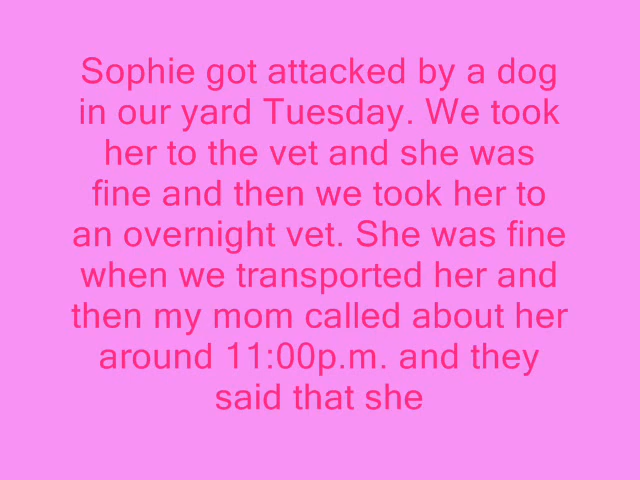 Sophie got attacked by a dog
in our yard Tuesday. We took
her to the vet and she was
fine and then we took her to
an overnight vet. She was fine
when we transported her and
then my mom called about her
around 11:00p.m. and they
said that she